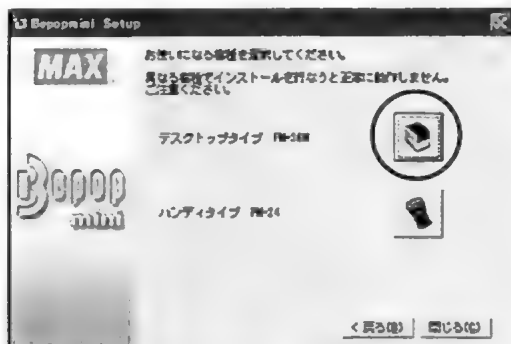 Bepopmini Setup
MAX
お使いになる機種を選択してください。
異なる機種でインストールを行なうと正常に動作しません。
ご注意ください。
デスクトップタイプ
Bepop
mini
ハンディタイプ PM-24
< 戻る(B) 閉じる(C)